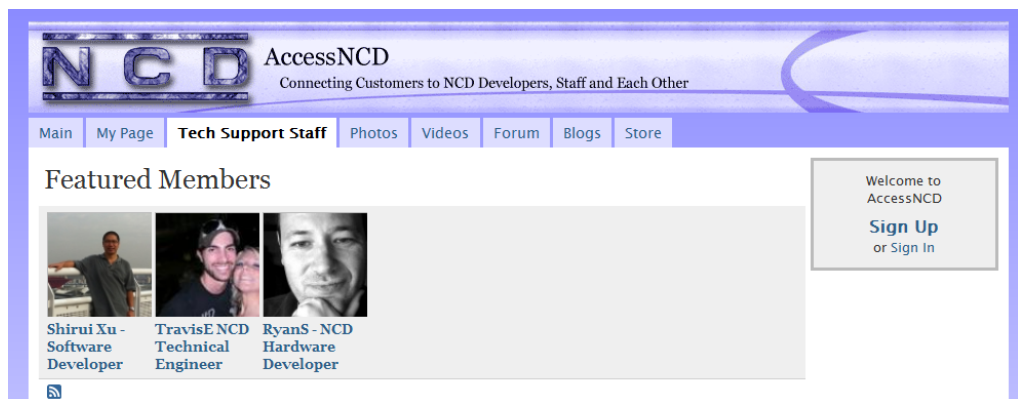 NCD
AccessNCD
Connecting Customers to NCD Developers, Staff and Each Other
Main My Page Tech Support Staff Photos Videos Forum Blogs Store
Featured Members
Shirui Xu -
Software
Developer
TravisE NCD
Technical
Engineer
RyanS - NCD
Hardware
Developer
Welcome to
AccessNCD
Sign Up
or Sign In